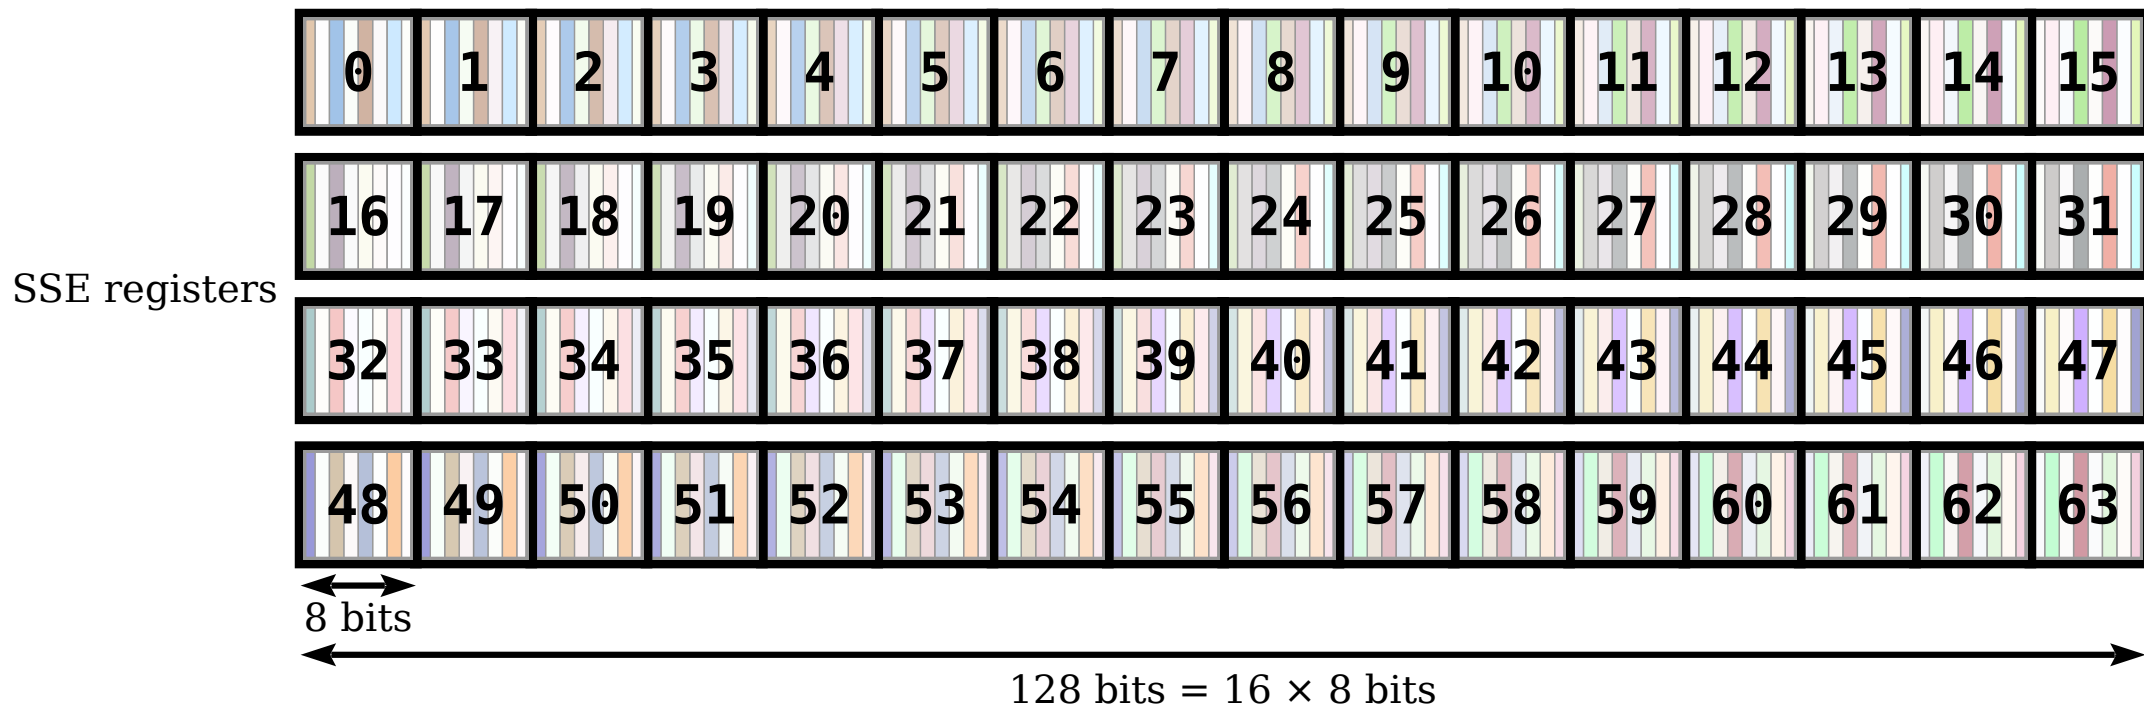 0 1 2 3 4 5 6 7 8 9 10 11 12 13 14 15
16 17 18 19 20 21 22 23 24 25 26 27 28 29 30 31
SSE registers
32 33 34 35 36 37 38 39 40 41 42 43 44 45 46 47
48 49 50 51 52 53 54 55 56 57 58 59 60 61 62 63
8 bits
128 bits = 16 × 8 bits